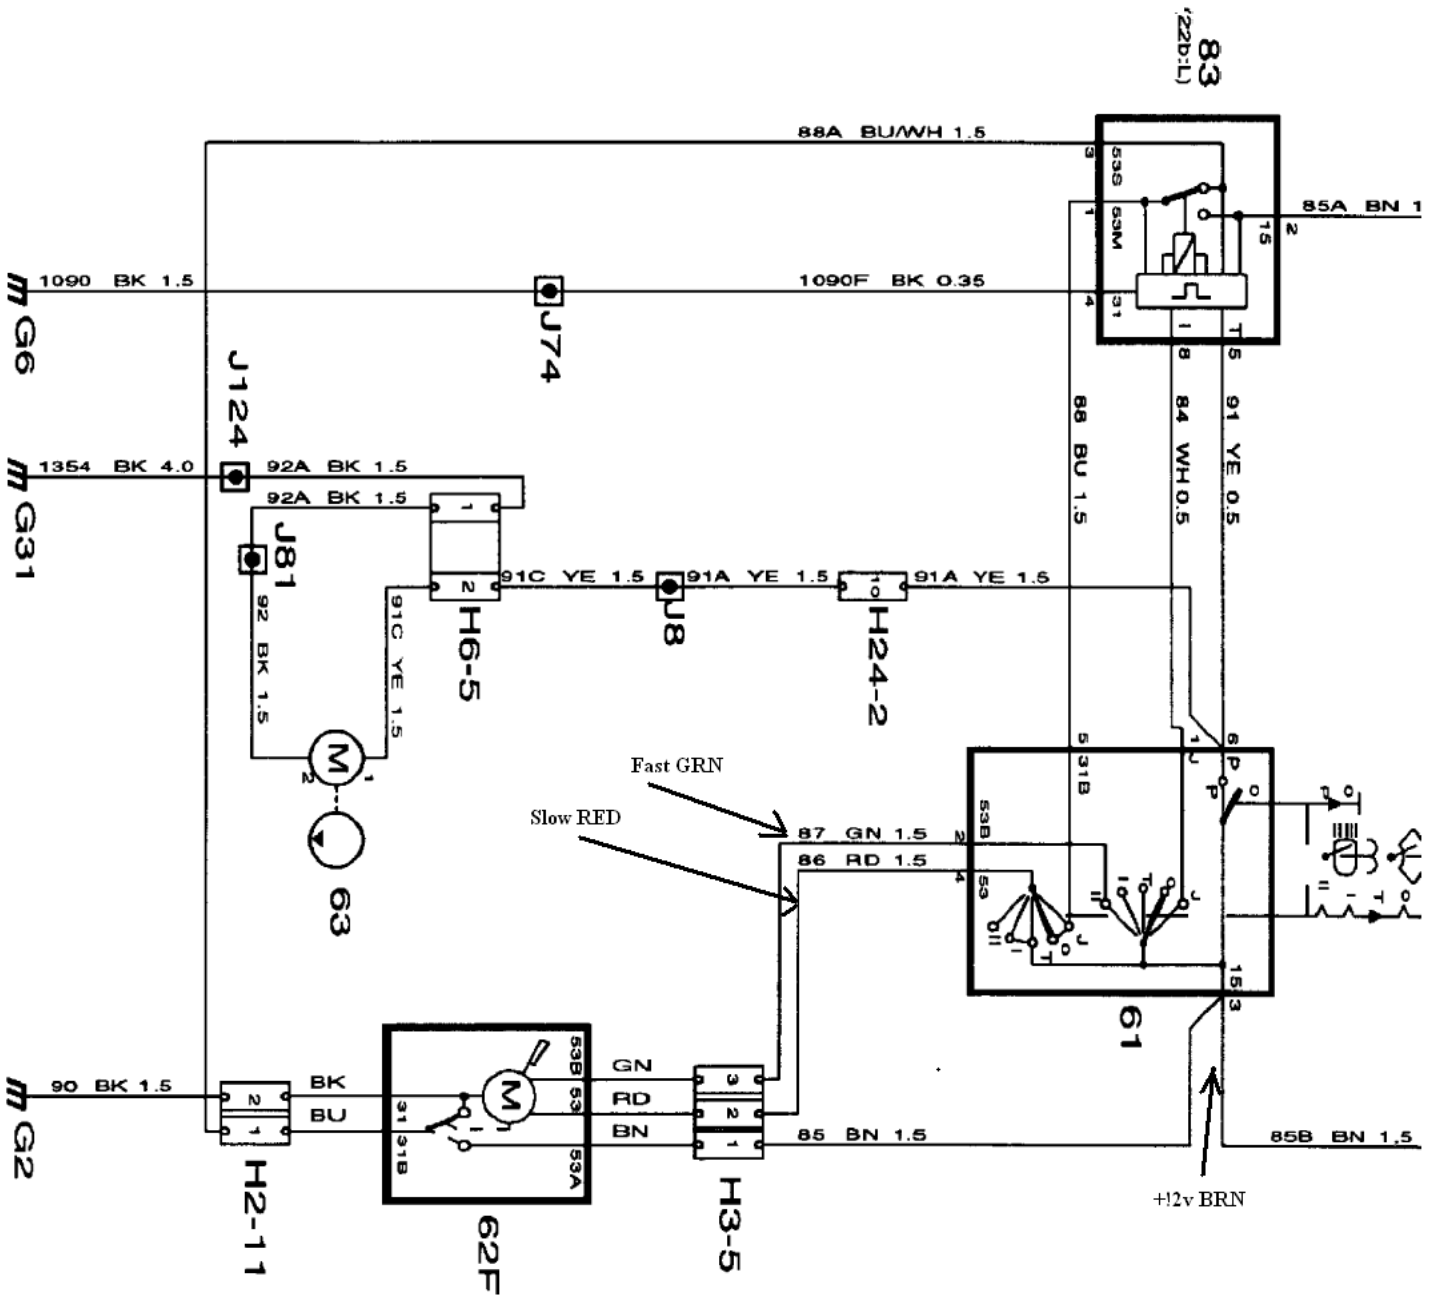 83
(22b:L)
88A BU/WH 1.5
3
53S
85A BN 1
1
53M
15
2
1090 BK 1.5
1090F BK 0.35
4
31
G6
J74
I
8
T
5
J124
88 BU 1.5
84 WH 0.5
91 YE 0.5
1354 BK 4.0
92A BK 1.5
92A BK 1.5
1
G31
J81
91C YE 1.5
91A YE 1.5
10
91A YE 1.5
2
H6-5
J8
H24-2
92 BK 1.5
91C YE 1.5
M
2
1
63
Fast GRN
Slow RED
5
31B
1
J
6
P
P
O
P
O
53B
87 GN 1.5
2
86 RD 1.5
4
53
II
I
T
O
J
II
I
T
O
J
II
I
T
O
15
3
61
53B
GN
3
90 BK 1.5
2
BK
31
M
53
RD
2
1
BU
31B
53A
BN
1
85 BN 1.5
85B BN 1.5
G2
H2-11
62F
H3-5
+!2v BRN